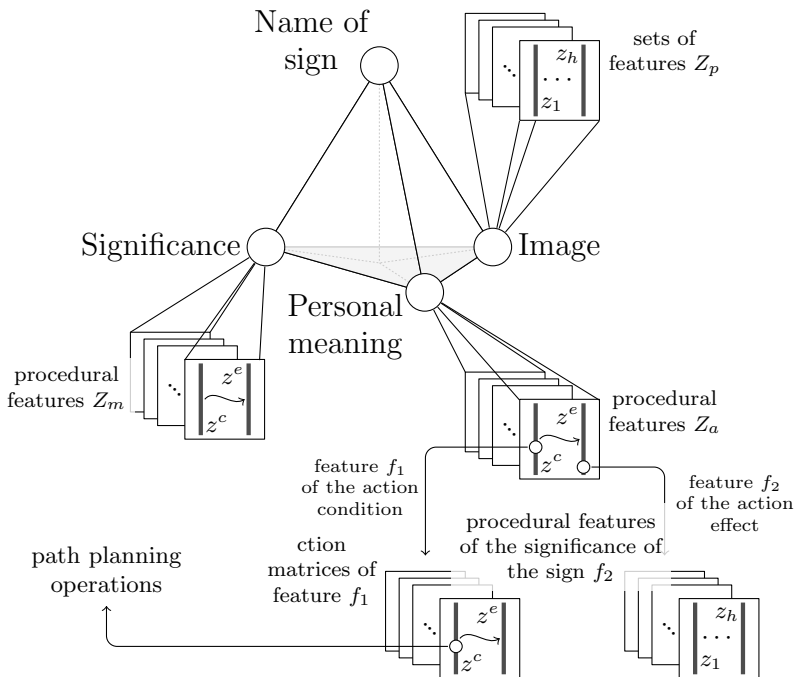 Name of
sign
z_h
. . .
z_1
sets of
features Z_p
Significance
Image
Personal
meaning
procedural
features Z_m
z^e
z^c
z^e
z^c
procedural
features Z_a
feature f_1
of the action
condition
feature f_2
of the action
effect
procedural features
of the significance of
the sign f_2
ction
matrices of
feature f_1
path planning
operations
z^e
z^c
z_h
. . .
z_1